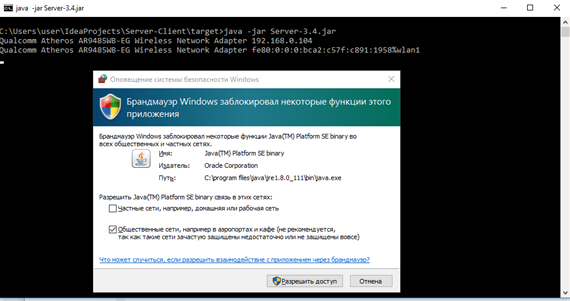 java -jar Server-3.4.jar
C:\Users\user\IdeaProjects\Server-Client\target>java -jar Server-3.4.jar
Qualcomm Atheros AR9485WB-EG Wireless Network Adapter 192.168.0.104
Qualcomm Atheros AR9485WB-EG Wireless Network Adapter fe80:0:0:0:bca2:c57f:c891:1958%wlan1
Оповещение системы безопасности Windows
Брандмауэр Windows заблокировал некоторые функции этого
приложения
Брандмауэр Windows заблокировал некоторые функции Java(TM) Platform SE binary во
всех общественных и частных сетях.
Имя: Java(TM) Platform SE binary
Издатель: Oracle Corporation
Путь: C:\program files\java\jre1.8.0_111\bin\java.exe
Разрешить Java(TM) Platform SE binary связь в этих сетях:
Частные сети, например, домашняя или рабочая сеть
Общественные сети, например в аэропортах и кафе (не рекомендуется,
так как такие сети зачастую защищены недостаточно или не защищены вовсе)
Что может случиться, если разрешить взаимодействие с приложением через брандмауэр?
Разрешить доступ Отмена